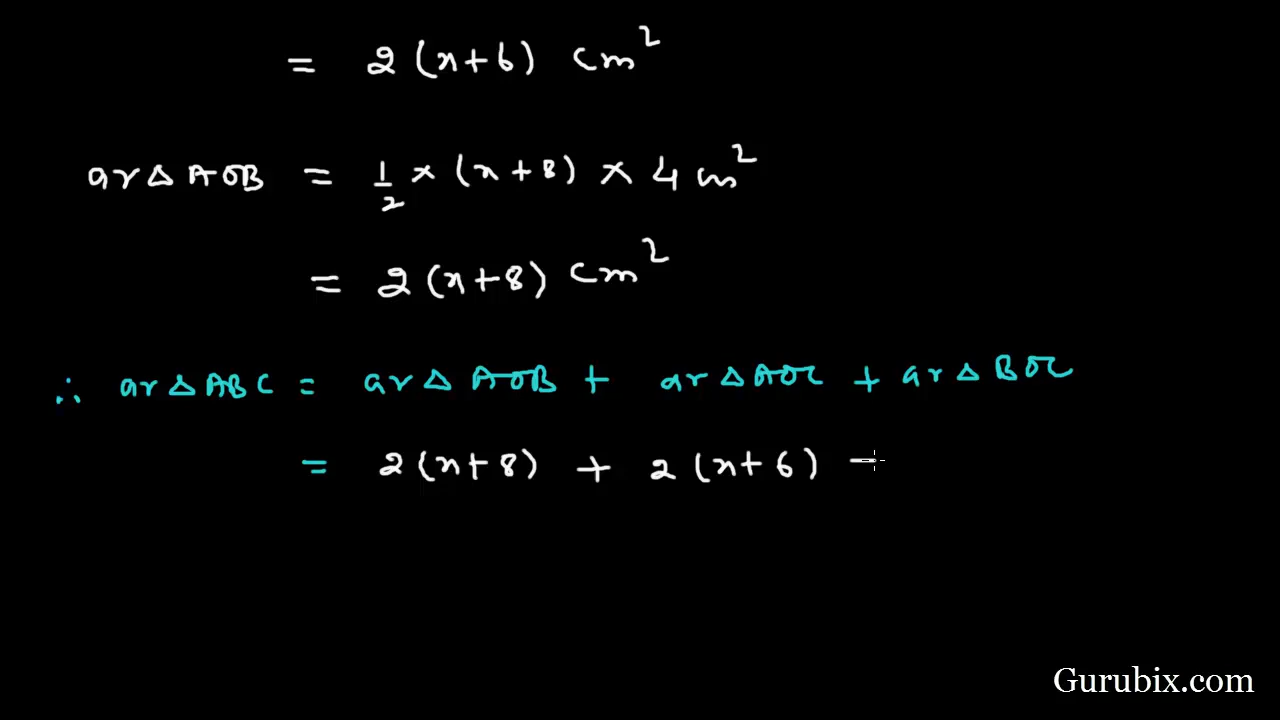 = 2(x+6) cm²
ar△AOB = 1/2 × (x+8) × 4 cm²
= 2(x+8) cm²
∴ ar△ABC = ar△AOB + ar△AOC + ar△BOC
= 2(x+8) + 2(x+6) −
Gurubix.com